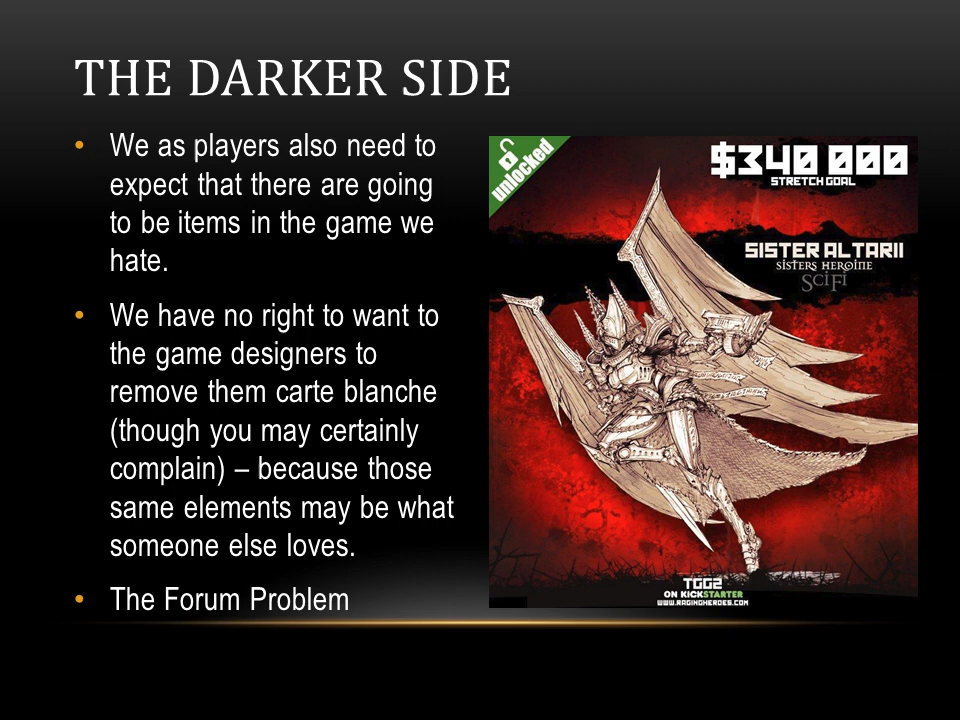 THE DARKER SIDE
• We as players also need to
expect that there are going
to be items in the game we
hate.
• We have no right to want to
the game designers to
remove them carte blanche
(though you may certainly
complain) – because those
same elements may be what
someone else loves.
• The Forum Problem
unlocked
$340 000
STRETCH GOAL
SISTER ALTARII
SISTERS HEROINE
SCIFI
TGG2
ON KICKSTARTER
WWW.RAGINGHEROES.COM